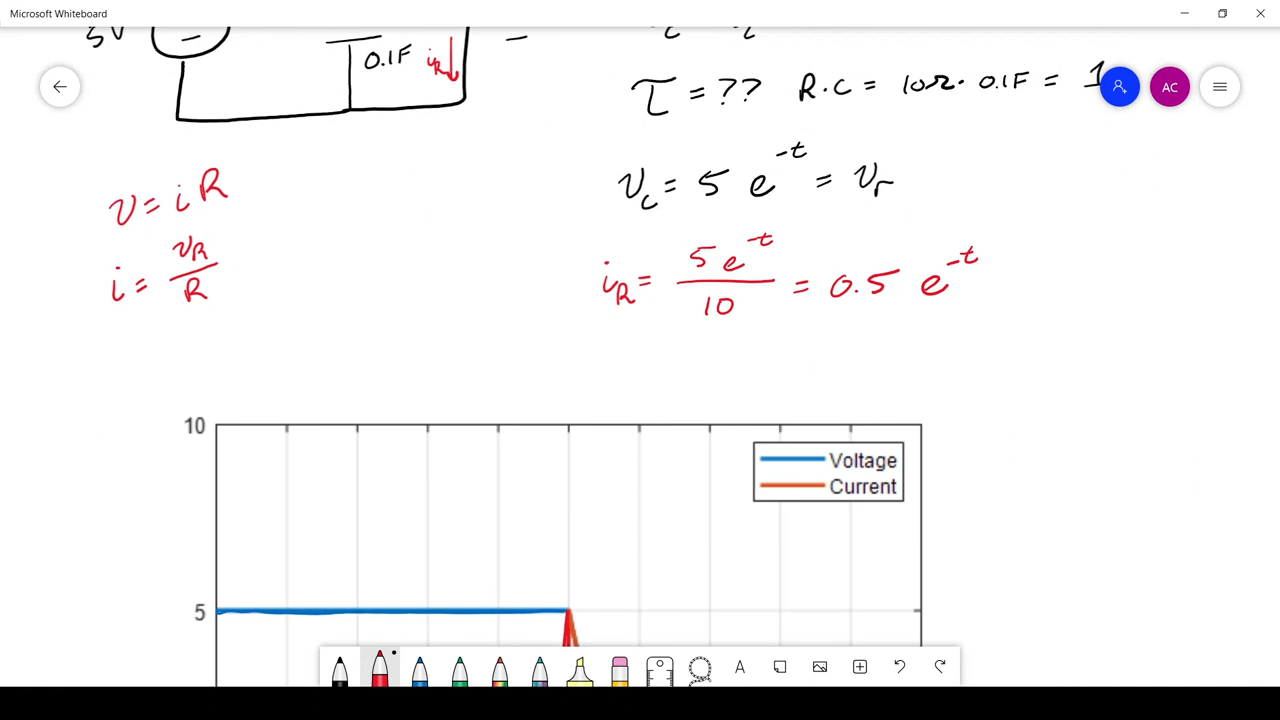 Microsoft Whiteboard
5V
0.1F
iR
τ = ?? R·C = 10Ω· 0.1F = 1
AC
v = iR
vc = 5 e^-t = vr
i = vR/R
iR = 5e^-t/10 = 0.5 e^-t
10
Voltage
Current
5
A